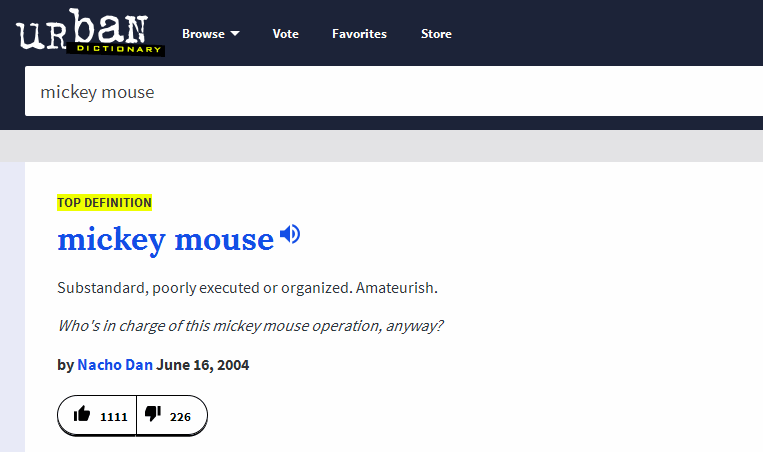 urban
DICTIONARY
Browse Vote Favorites Store
mickey mouse
TOP DEFINITION
mickey mouse
Substandard, poorly executed or organized. Amateurish.
Who's in charge of this mickey mouse operation, anyway?
by Nacho Dan June 16, 2004
1111 226